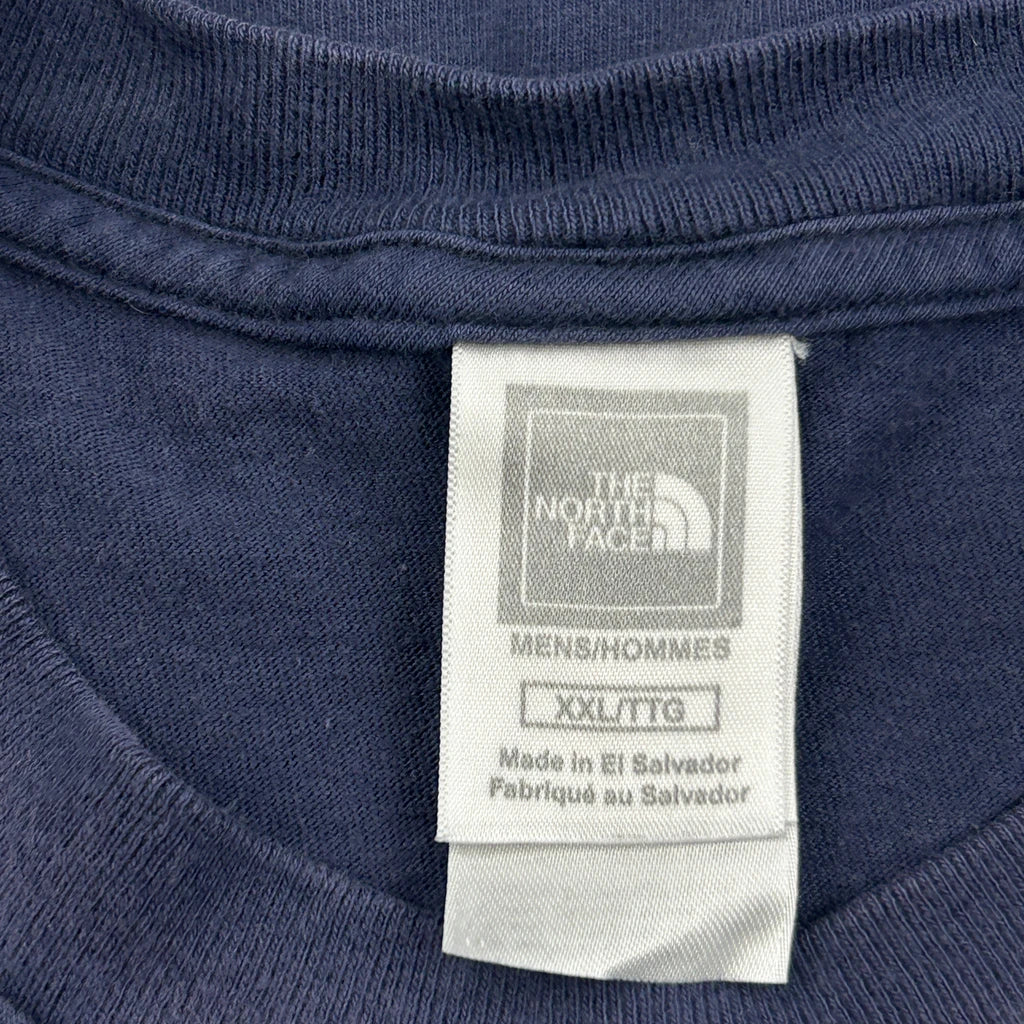 THE
NORTH
FACE
MENS/HOMMES
XXL/TTG
Made in El Salvador
Fabriqué au Salvador